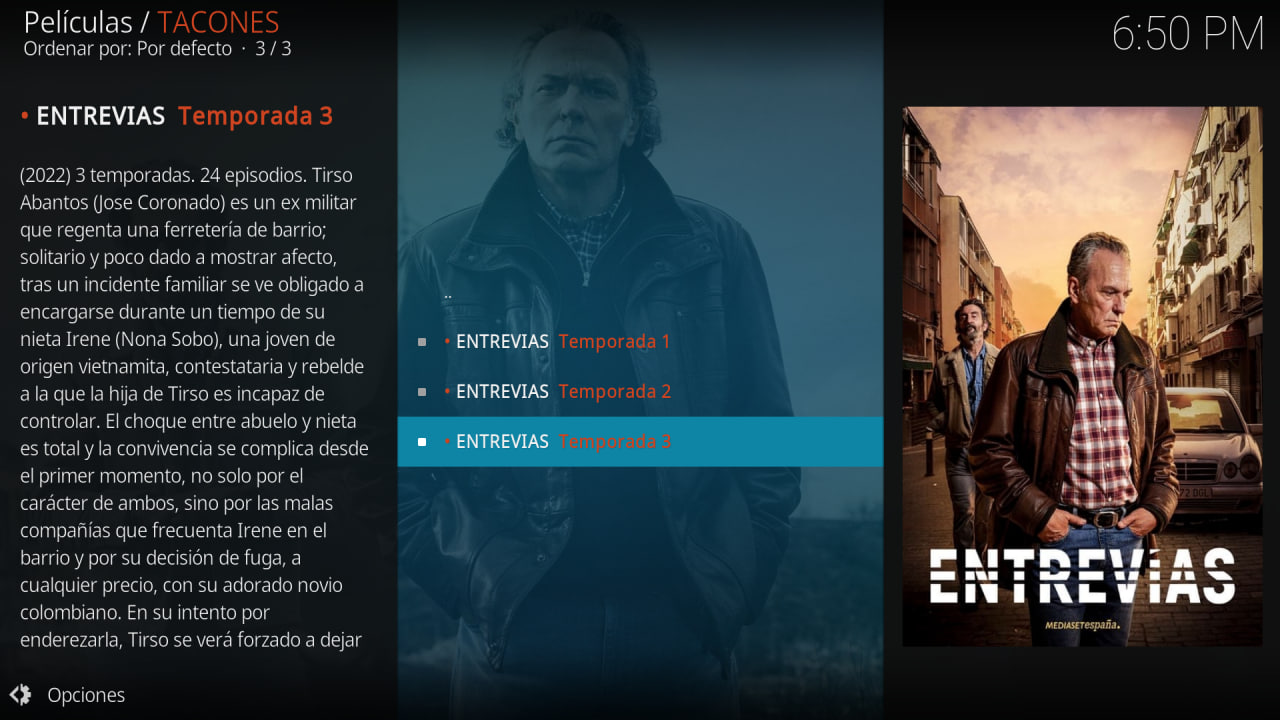 Películas / TACONES
Ordenar por: Por defecto · 3 / 3
6:50 PM
• ENTREVIAS Temporada 3
(2022) 3 temporadas. 24 episodios. Tirso
Abantos (Jose Coronado) es un ex militar
que regenta una ferretería de barrio;
solitario y poco dado a mostrar afecto,
tras un incidente familiar se ve obligado a
encargarse durante un tiempo de su
nieta Irene (Nona Sobo), una joven de
origen vietnamita, contestataria y rebelde
a la que la hija de Tirso es incapaz de
controlar. El choque entre abuelo y nieta
es total y la convivencia se complica desde
el primer momento, no solo por el
carácter de ambos, sino por las malas
compañías que frecuenta Irene en el
barrio y por su decisión de fuga, a
cualquier precio, con su adorado novio
colombiano. En su intento por
enderezarla, Tirso se verá forzado a dejar
Opciones
..
• ENTREVIAS Temporada 1
• ENTREVIAS Temporada 2
• ENTREVIAS Temporada 3
ENTREVÍAS
MEDIASETespaña.